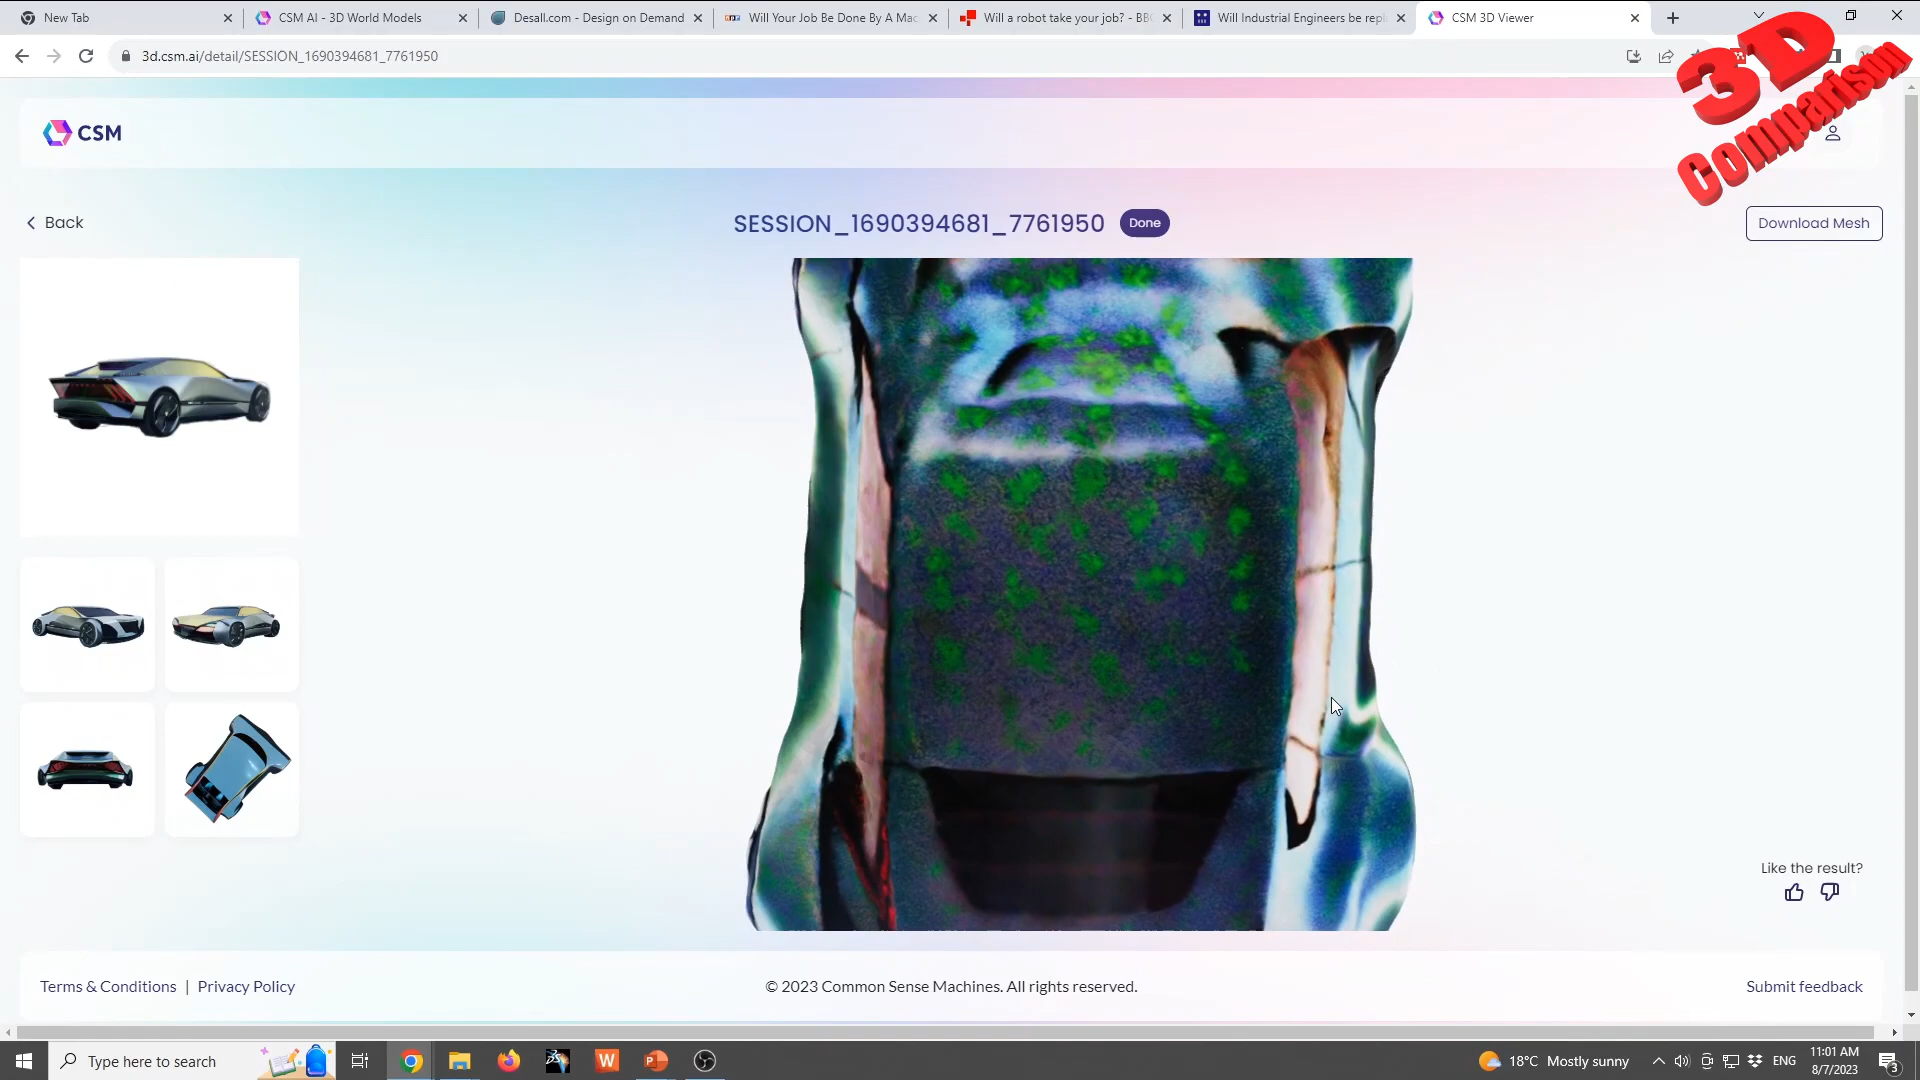 New Tab
CSM AI - 3D World Models
Desall.com - Design on Demand
Will Your Job Be Done By A Mac
Will a robot take your job? - BBC
Will Industrial Engineers be repl
CSM 3D Viewer
3d.csm.ai/detail/SESSION_1690394681_7761950
3D
Comparison
CSM
Back
SESSION_1690394681_7761950
Done
Download Mesh
Like the result?
Terms & Conditions | Privacy Policy
© 2023 Common Sense Machines. All rights reserved.
Submit feedback
Type here to search
18°C Mostly sunny
ENG
11:01 AM
8/7/2023
3